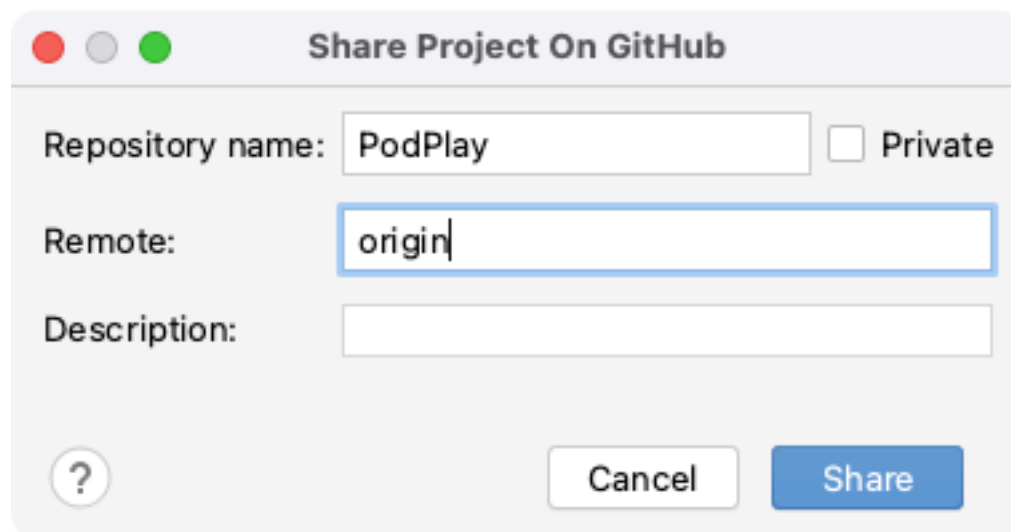 Share Project On GitHub
Repository name: PodPlay Private
Remote: origin
Description:
? Cancel Share